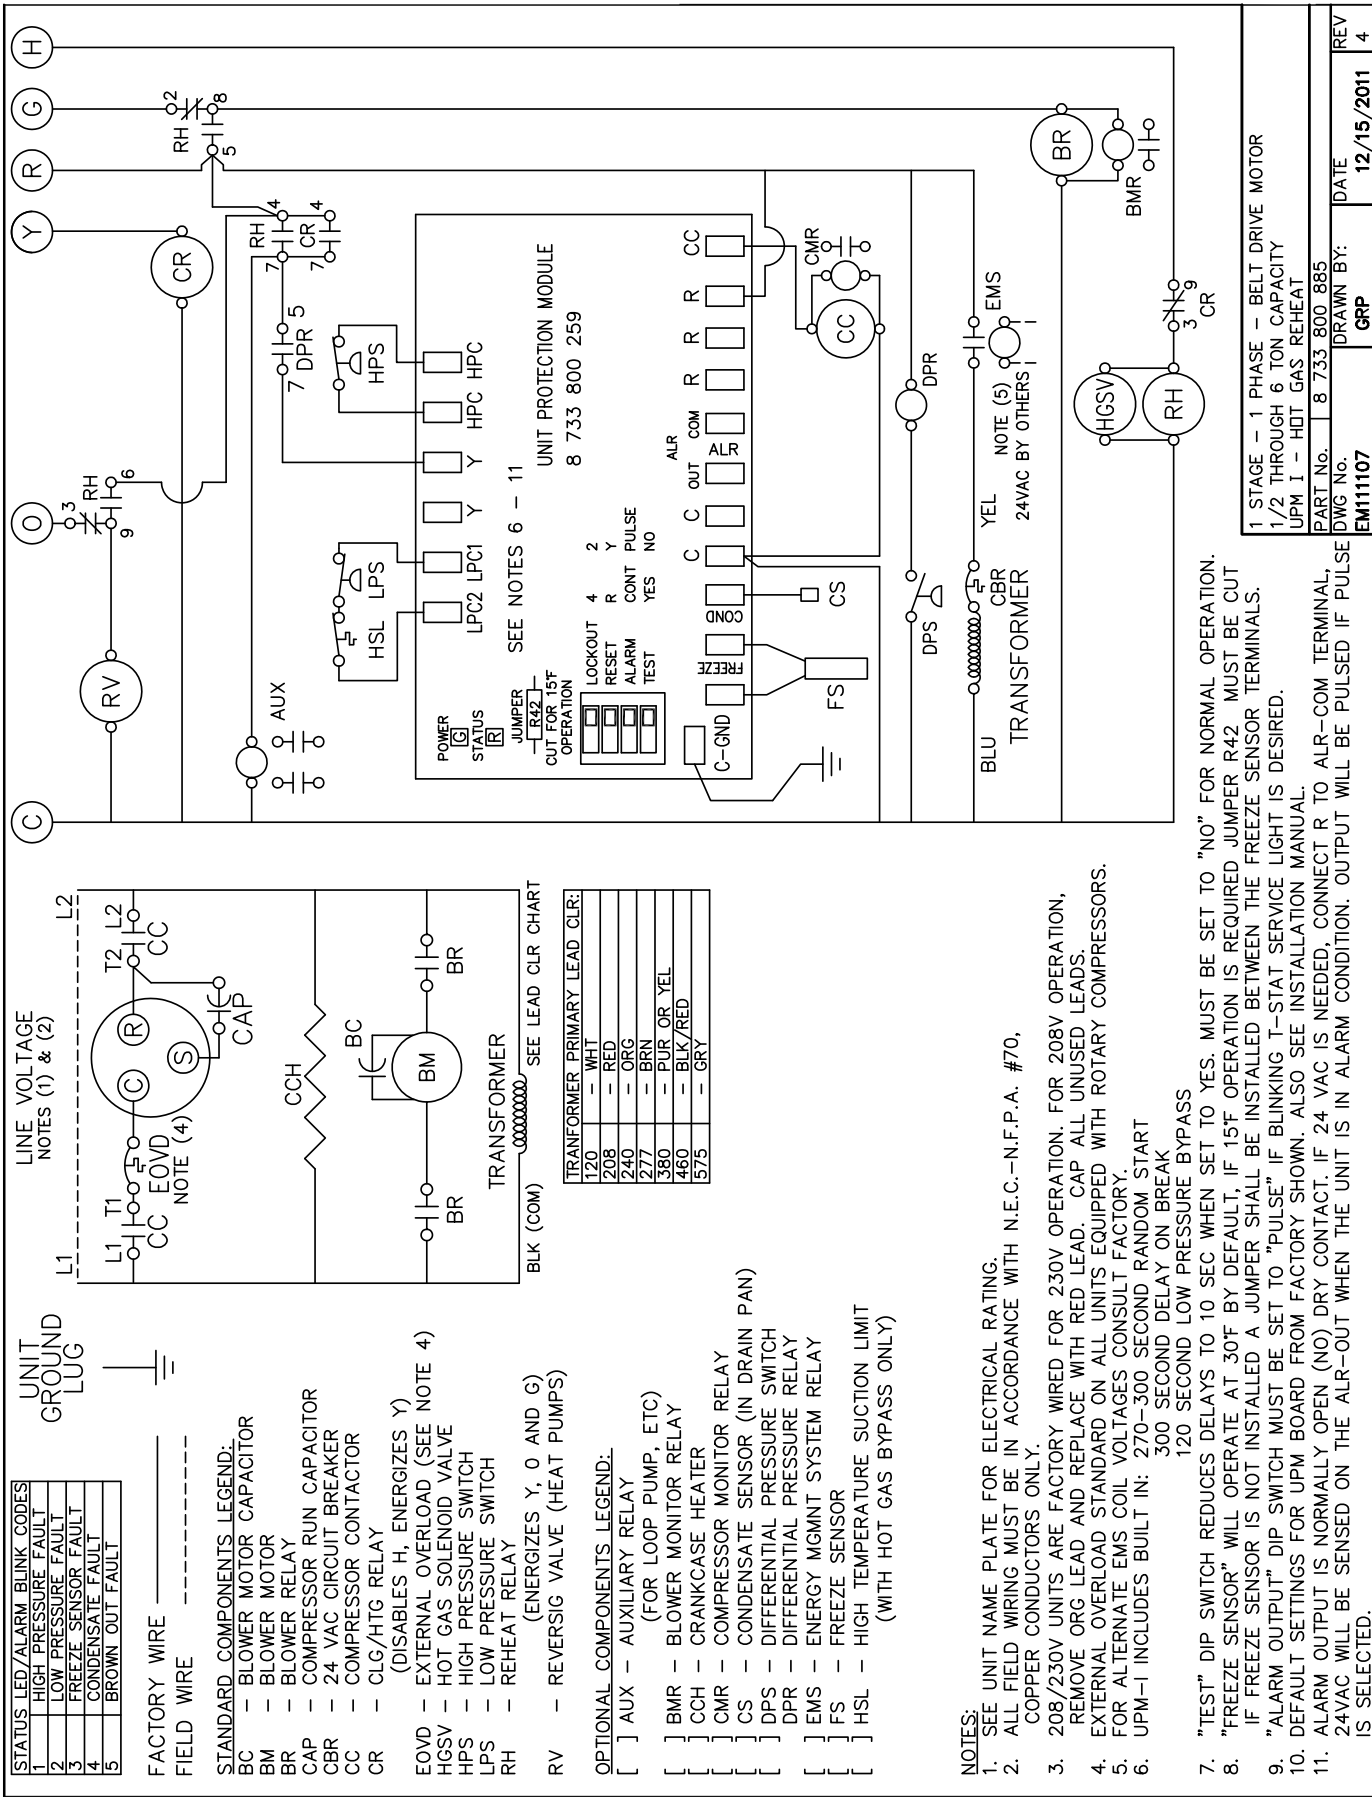 STATUS LED/ALARM BLINK CODES
1 HIGH PRESSURE FAULT
2 LOW PRESSURE FAULT
3 FREEZE SENSOR FAULT
4 CONDENSATE FAULT
5 BROWN OUT FAULT
UNIT
GROUND
LUG
FACTORY WIRE
FIELD WIRE
STANDARD COMPONENTS LEGEND:
BC – BLOWER MOTOR CAPACITOR
BM – BLOWER MOTOR
BR – BLOWER RELAY
CAP – COMPRESSOR RUN CAPACITOR
CBR – 24 VAC CIRCUIT BREAKER
CC – COMPRESSOR CONTACTOR
CR – CLG/HTG RELAY
(DISABLES H, ENERGIZES Y)
EOVD – EXTERNAL OVERLOAD (SEE NOTE 4)
HGSV – HOT GAS SOLENOID VALVE
HPS – HIGH PRESSURE SWITCH
LPS – LOW PRESSURE SWITCH
RH – REHEAT RELAY
(ENERGIZES Y, O AND G)
RV – REVERSIG VALVE (HEAT PUMPS)
OPTIONAL COMPONENTS LEGEND:
[ ] AUX – AUXILIARY RELAY
(FOR LOOP PUMP, ETC)
[ ] BMR – BLOWER MONITOR RELAY
[ ] CCH – CRANKCASE HEATER
[ ] CMR – COMPRESSOR MONITOR RELAY
[ ] CS – CONDENSATE SENSOR (IN DRAIN PAN)
[ ] DPS – DIFFERENTIAL PRESSURE SWITCH
[ ] DPR – DIFFERENTIAL PRESSURE RELAY
[ ] EMS – ENERGY MGMNT SYSTEM RELAY
[ ] FS – FREEZE SENSOR
[ ] HSL – HIGH TEMPERATURE SUCTION LIMIT
(WITH HOT GAS BYPASS ONLY)
LINE VOLTAGE
NOTES (1) & (2)
L1
L2
L1 T1
CC
EOVD
NOTE (4)
C
R
S
T2 L2
CC
CAP
CCH
BC
BM
BR
BR
TRANSFORMER
BLK (COM)
SEE LEAD CLR CHART
TRANFORMER PRIMARY LEAD CLR:
120 – WHT
208 – RED
240 – ORG
277 – BRN
380 – PUR OR YEL
460 – BLK/RED
575 – GRY
C
O
Y
R
G
H
RV
9
3
RH
6
CR
RH
2
8
5
AUX
7
RH
4
7
CR
4
7 DPR 5
HSL LPS
HPS
LPC2 LPC1 Y Y HPC HPC
SEE NOTES 6 – 11
UNIT PROTECTION MODULE
8 733 800 259
POWER
G
STATUS
R
JUMPER
R42
CUT FOR 15°F
OPERATION
LOCKOUT 4 2
RESET R Y
ALARM CONT PULSE
TEST YES NO
C-GND
FREEZE
COND
C C OUT COM R R R CC
ALR
ALR
FS
CS
CC
CMR
DPS
DPR
BLU
TRANSFORMER
CBR
YEL
NOTE (5)
24VAC BY OTHERS
EMS
BR
BMR
HGSV
RH
3
9
CR
NOTES:
1. SEE UNIT NAME PLATE FOR ELECTRICAL RATING.
2. ALL FIELD WIRING MUST BE IN ACCORDANCE WITH N.E.C.–N.F.P.A. #70,
COPPER CONDUCTORS ONLY.
3. 208/230V UNITS ARE FACTORY WIRED FOR 230V OPERATION. FOR 208V OPERATION,
REMOVE ORG LEAD AND REPLACE WITH RED LEAD. CAP ALL UNUSED LEADS.
4. EXTERNAL OVERLOAD STANDARD ON ALL UNITS EQUIPPED WITH ROTARY COMPRESSORS.
5. FOR ALTERNATE EMS COIL VOLTAGES CONSULT FACTORY.
6. UPM–I INCLUDES BUILT IN: 270–300 SECOND RANDOM START
300 SECOND DELAY ON BREAK
120 SECOND LOW PRESSURE BYPASS
7. "TEST" DIP SWITCH REDUCES DELAYS TO 10 SEC WHEN SET TO YES. MUST BE SET TO "NO" FOR NORMAL OPERATION.
8. "FREEZE SENSOR" WILL OPERATE AT 30°F BY DEFAULT, IF 15°F OPERATION IS REQUIRED JUMPER R42 MUST BE CUT
IF FREEZE SENSOR IS NOT INSTALLED A JUMPER SHALL BE INSTALLED BETWEEN THE FREEZE SENSOR TERMINALS.
9. "ALARM OUTPUT" DIP SWITCH MUST BE SET TO "PULSE" IF BLINKING T–STAT SERVICE LIGHT IS DESIRED.
10. DEFAULT SETTINGS FOR UPM BOARD FROM FACTORY SHOWN. ALSO SEE INSTALLATION MANUAL.
11. ALARM OUTPUT IS NORMALLY OPEN (NO) DRY CONTACT. IF 24 VAC IS NEEDED, CONNECT R TO ALR–COM TERMINAL,
24VAC WILL BE SENSED ON THE ALR–OUT WHEN THE UNIT IS IN ALARM CONDITION. OUTPUT WILL BE PULSED IF PULSE
IS SELECTED.
1 STAGE – 1 PHASE – BELT DRIVE MOTOR
1/2 THROUGH 6 TON CAPACITY
UPM I – HOT GAS REHEAT
PART No. 8 733 800 885
DWG No. DRAWN BY: DATE REV
EM111107 GRP 12/15/2011 4